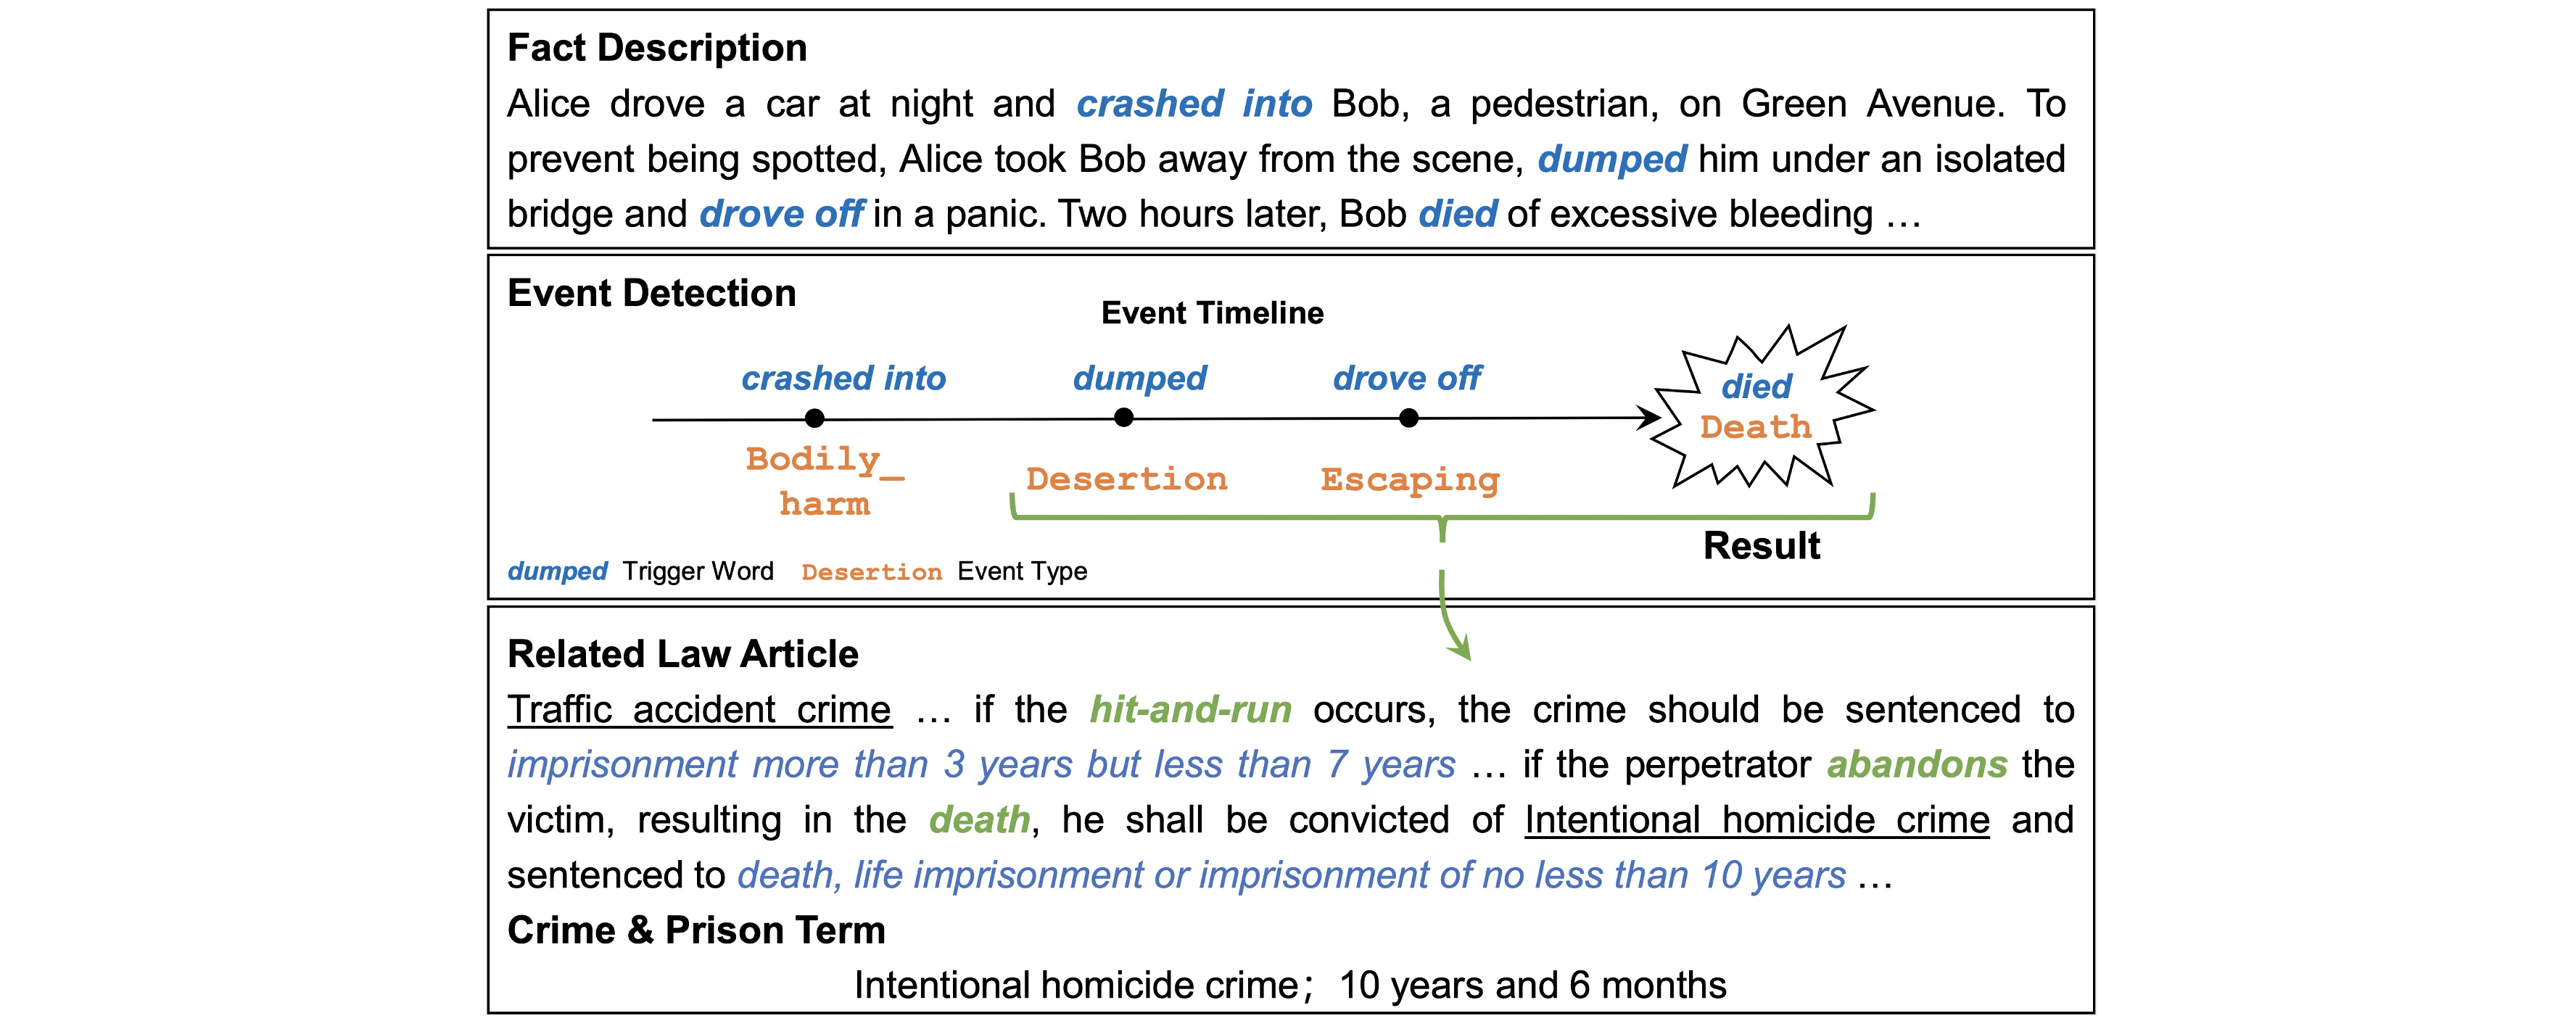 Fact Description
Alice drove a car at night and crashed into Bob, a pedestrian, on Green Avenue. To
prevent being spotted, Alice took Bob away from the scene, dumped him under an isolated
bridge and drove off in a panic. Two hours later, Bob died of excessive bleeding …
Event Detection
Event Timeline
crashed into dumped drove off died
Bodily_
harm
Desertion Escaping Death
Result
dumped Trigger Word Desertion Event Type
Related Law Article
Traffic accident crime … if the hit-and-run occurs, the crime should be sentenced to
imprisonment more than 3 years but less than 7 years … if the perpetrator abandons the
victim, resulting in the death, he shall be convicted of Intentional homicide crime and
sentenced to death, life imprisonment or imprisonment of no less than 10 years …
Crime & Prison Term
Intentional homicide crime； 10 years and 6 months